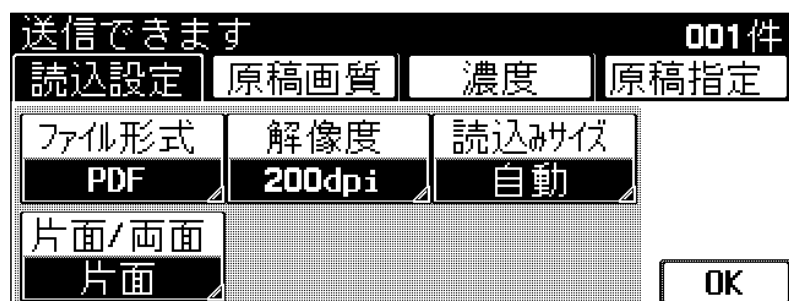 送信できます 001件
読込設定 原稿画質 濃度 原稿指定
ファイル形式 解像度 読込みサイズ
PDF 200dpi 自動
片面/両面
片面 OK